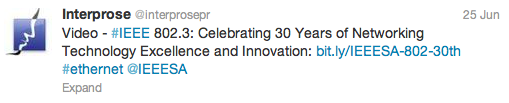 Interprose @interprosepr 25 Jun
Video - #IEEE 802.3: Celebrating 30 Years of Networking
Technology Excellence and Innovation: bit.ly/IEEESA-802-30th
#ethernet @IEEESA
Expand